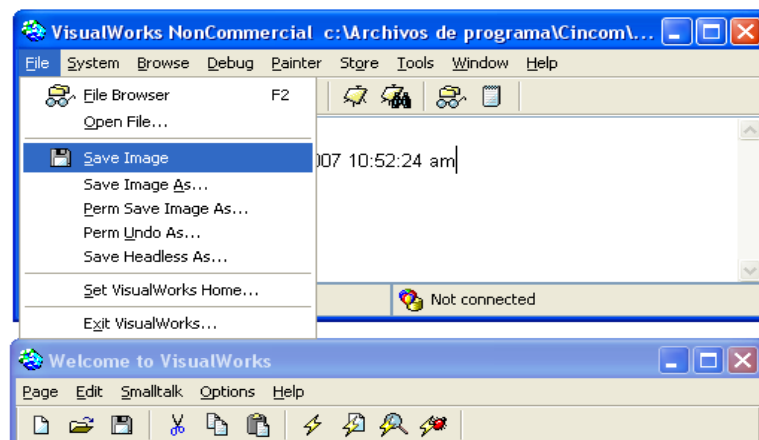 VisualWorks NonCommercial c:\Archivos de programa\Cincom\...
File System Browse Debug Painter Store Tools Window Help
File Browser F2
Open File...
Save Image
007 10:52:24 am
Save Image As...
Perm Save Image As...
Perm Undo As...
Save Headless As...
Set VisualWorks Home...
Not connected
Exit VisualWorks...
Welcome to VisualWorks
Page Edit Smalltalk Options Help